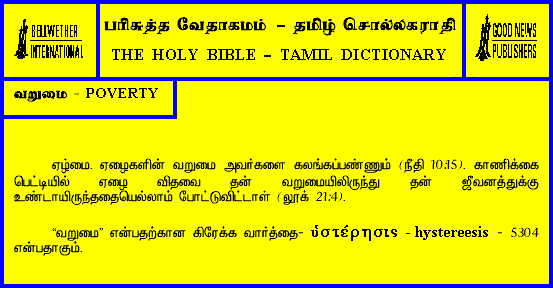 BELLWETHER
INTERNATIONAL
பரிசுத்த வேதாகமம் – தமிழ் சொல்லகராதி
THE HOLY BIBLE – TAMIL DICTIONARY
GOOD NEWS
PUBLISHERS
வறுமை - POVERTY
ஏழ்மை. ஏழைகளின் வறுமை அவர்களை கலங்கப்பண்ணும் (நீதி 10:15). காணிக்கை
பெட்டியில் ஏழை விதவை தன் வறுமையிலிருந்து தன் ஜீவனத்துக்கு
உண்டாயிருந்ததையெல்லாம் போட்டுவிட்டாள் (லூக் 21:4).
“வறுமை” என்பதற்கான கிரேக்க வார்த்தை- ὑστέρησις - hystereesis - 5304
என்பதாகும்.